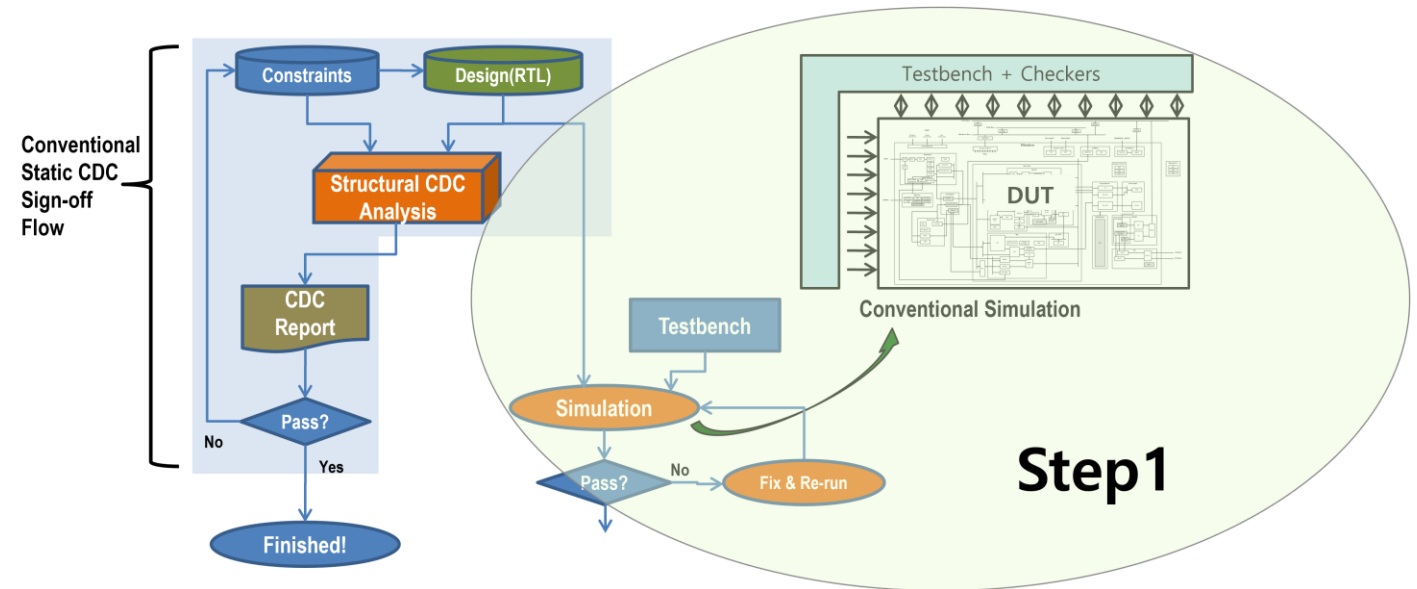 Conventional
Static CDC
Sign-off
Flow
Constraints
Design(RTL)
Structural CDC
Analysis
CDC
Report
Pass?
No
Yes
Finished!
Testbench
Simulation
Pass?
No
Fix & Re-run
Testbench + Checkers
DUT
Conventional Simulation
Step1